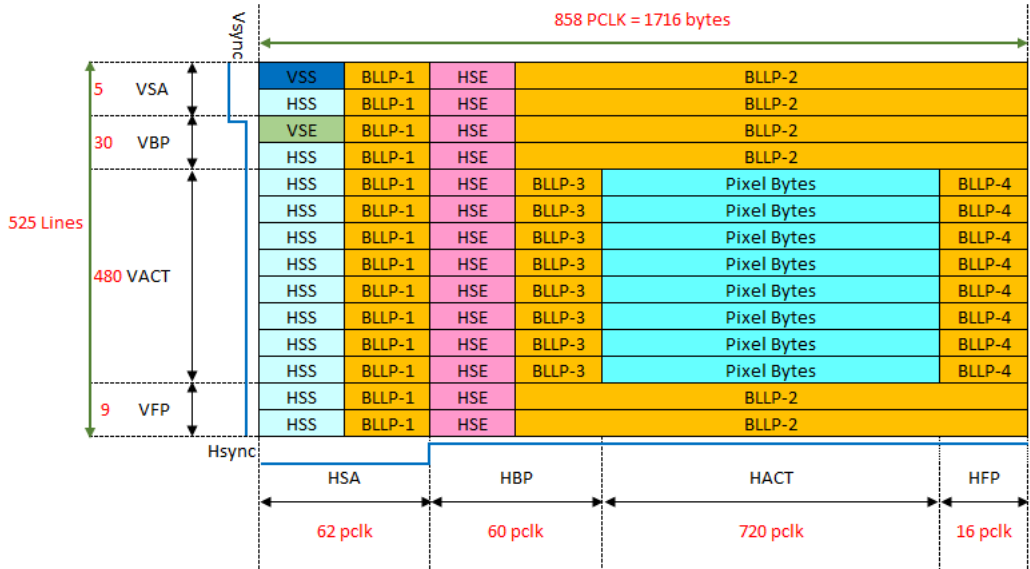 858 PCLK = 1716 bytes
Vsync
VSS BLLP-1 HSE BLLP-2
5 VSA
HSS BLLP-1 HSE BLLP-2
VSE BLLP-1 HSE BLLP-2
30 VBP
HSS BLLP-1 HSE BLLP-2
HSS BLLP-1 HSE BLLP-3 Pixel Bytes BLLP-4
HSS BLLP-1 HSE BLLP-3 Pixel Bytes BLLP-4
525 Lines
HSS BLLP-1 HSE BLLP-3 Pixel Bytes BLLP-4
HSS BLLP-1 HSE BLLP-3 Pixel Bytes BLLP-4
480 VACT
HSS BLLP-1 HSE BLLP-3 Pixel Bytes BLLP-4
HSS BLLP-1 HSE BLLP-3 Pixel Bytes BLLP-4
HSS BLLP-1 HSE BLLP-3 Pixel Bytes BLLP-4
HSS BLLP-1 HSE BLLP-3 Pixel Bytes BLLP-4
HSS BLLP-1 HSE BLLP-2
9 VFP
HSS BLLP-1 HSE BLLP-2
Hsync
HSA HBP HACT HFP
62 pclk 60 pclk 720 pclk 16 pclk